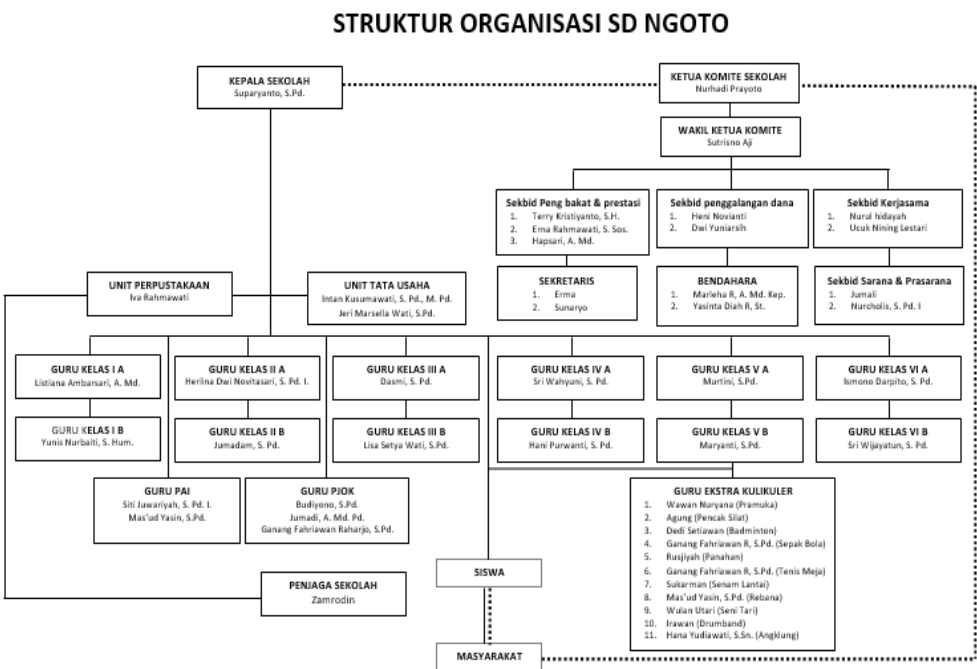 STRUKTUR ORGANISASI SD NGOTO
KEPALA SEKOLAH
Suparyanto, S.Pd.
KETUA KOMITE SEKOLAH
Nurhadi Prayoto
WAKIL KETUA KOMITE
Sutrisno Aji
Sekbid Peng bakat & prestasi
1. Terry Kristiyanto, S.H.
2. Erna Rahmawati, S. Sos.
3. Hapsari, A. Md.
Sekbid penggalangan dana
1. Heni Novianti
2. Dwi Yuniarsih
Sekbid Kerjasama
1. Nurul hidayah
2. Ucuk Nining Lestari
UNIT PERPUSTAKAAN
Iva Rahmawati
UNIT TATA USAHA
Intan Kusumawati, S. Pd., M. Pd.
Jeri Marsella Wati, S.Pd.
SEKRETARIS
1. Erma
2. Sunaryo
BENDAHARA
1. Marleha R, A. Md. Kep.
2. Yasinta Diah R, St.
Sekbid Sarana & Prasarana
1. Jumali
2. Nurcholis, S. Pd. I
GURU KELAS I A
Listiana Ambarsari, A. Md.
GURU KELAS II A
Herlina Dwi Novitasari, S. Pd. I.
GURU KELAS III A
Dasmi, S. Pd.
GURU KELAS IV A
Sri Wahyuni, S. Pd.
GURU KELAS V A
Murtini, S.Pd.
GURU KELAS VI A
Ismono Darpito, S. Pd.
GURU KELAS I B
Yunis Nurbaiti, S. Hum.
GURU KELAS II B
Jumadam, S. Pd.
GURU KELAS III B
Lisa Setya Wati, S.Pd.
GURU KELAS IV B
Hani Purwanti, S. Pd.
GURU KELAS V B
Maryanti, S. Pd.
GURU KELAS VI B
Sri Wijayatun, S. Pd.
GURU PAI
Siti Juwariyah, S. Pd. I.
Mas'ud Yasin, S.Pd.
GURU PJOK
Budiyono, S.Pd.
Jumadi, A. Md. Pd.
Ganang Fahriawan Raharjo, S.Pd.
GURU EKSTRA KULIKULER
1. Wawan Nuryana (Pramuka)
2. Agung (Pencak Silat)
3. Dedi Setiawan (Badminton)
4. Ganang Fahriawan R, S.Pd. (Sepak Bola)
5. Rusjiyah (Panahan)
6. Ganang Fahriawan R, S.Pd. (Tenis Meja)
7. Sukarman (Senam Lantai)
8. Mas'ud Yasin, S.Pd. (Rebana)
9. Wulan Utari (Seni Tari)
10. Irawan (Drumband)
11. Hana Yudiawati, S.Sn. (Angklung)
SISWA
PENJAGA SEKOLAH
Zamrodin
MASYARAKAT